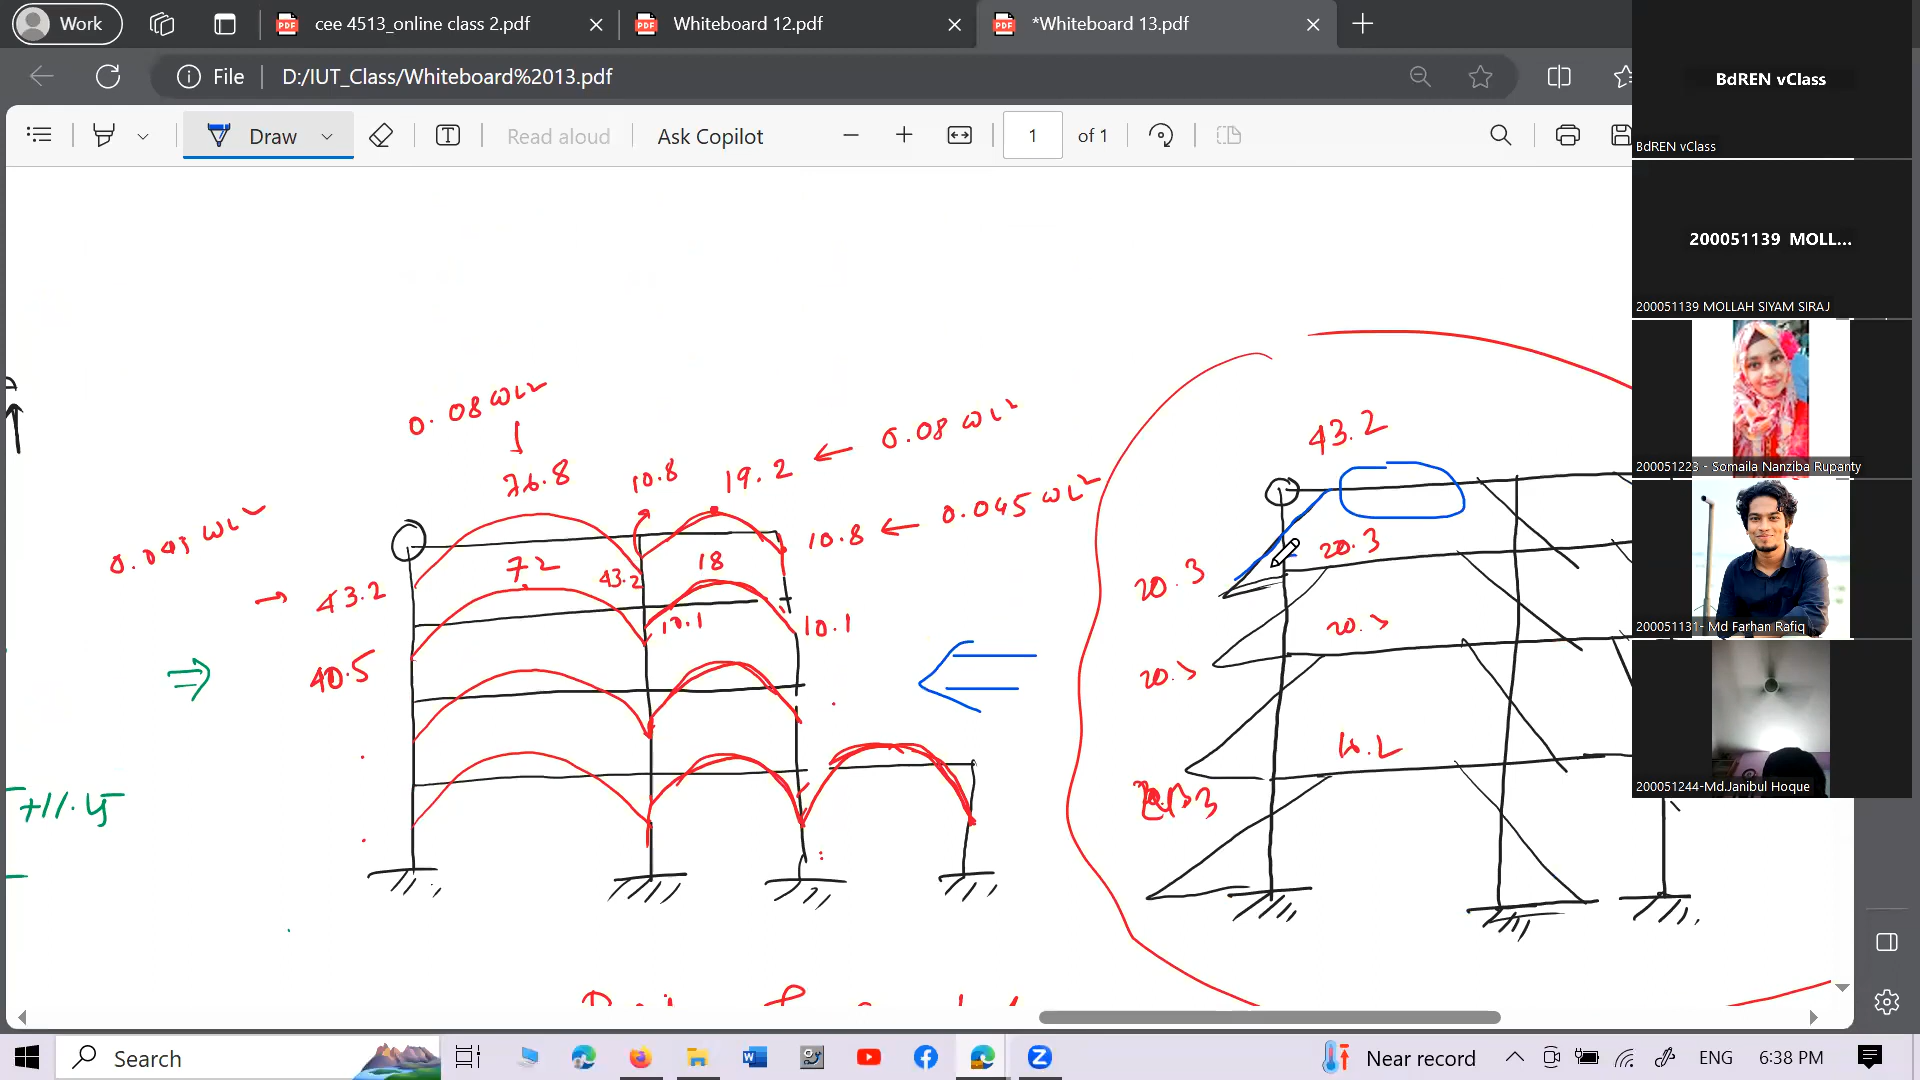 Work
cee 4513_online class 2.pdf
Whiteboard 12.pdf
*Whiteboard 13.pdf
File
D:/IUT_Class/Whiteboard%2013.pdf
Draw
Read aloud
Ask Copilot
1 of 1
BdREN vClass
BdREN vClass
200051139 MOLL...
200051139 MOLLAH SIYAM SIRAJ
200051223 - Somaila Nanziba Rupanty
200051131- Md Farhan Rafiq
200051244-Md.Janibul Hoque
0.08 WL²
0.08 WL²
76.8
10.8
19.2
0.045 WL²
10.8
43.2
72
43.2
18
10.1
10.1
40.5
+11.4
43.2
20.3
20.3
20.3
20.3
Search
Near record
ENG
6:38 PM